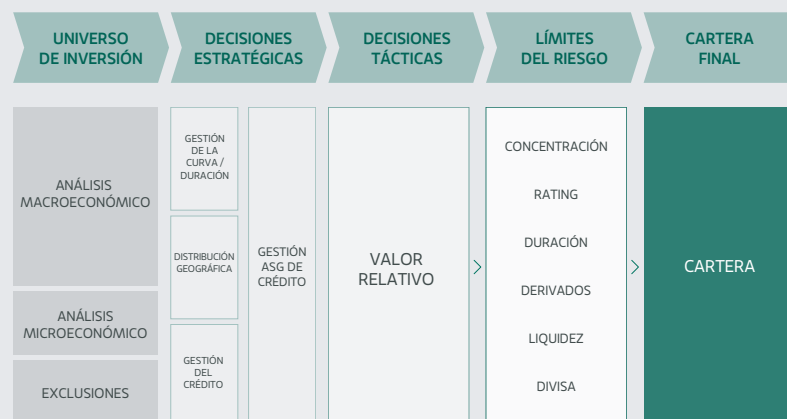 UNIVERSO
DE INVERSIÓN
DECISIONES
ESTRATÉGICAS
DECISIONES
TÁCTICAS
LÍMITES
DEL RIESGO
CARTERA
FINAL
ANÁLISIS
MACROECONÓMICO
ANÁLISIS
MICROECONÓMICO
EXCLUSIONES
GESTIÓN
DE LA
CURVA /
DURACIÓN
DISTRIBUCIÓN
GEOGRÁFICA
GESTIÓN
DEL
CRÉDITO
GESTIÓN
ASG DE
CRÉDITO
VALOR
RELATIVO
CONCENTRACIÓN
RATING
DURACIÓN
DERIVADOS
LIQUIDEZ
DIVISA
CARTERA